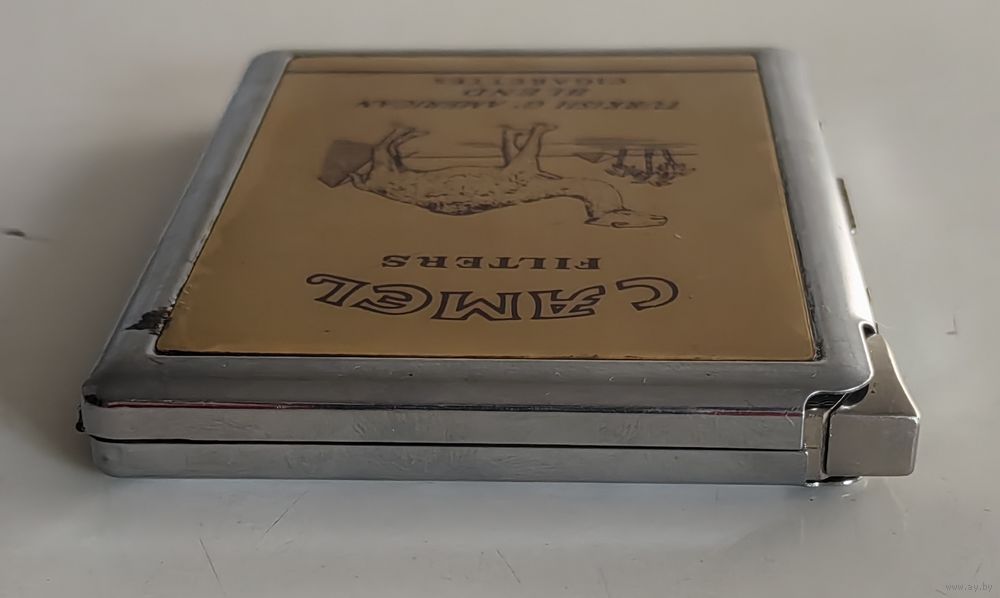 CAMEL
FILTERS
TURKISH & AMERICAN
BLEND
CIGARETTES
www.ay.by